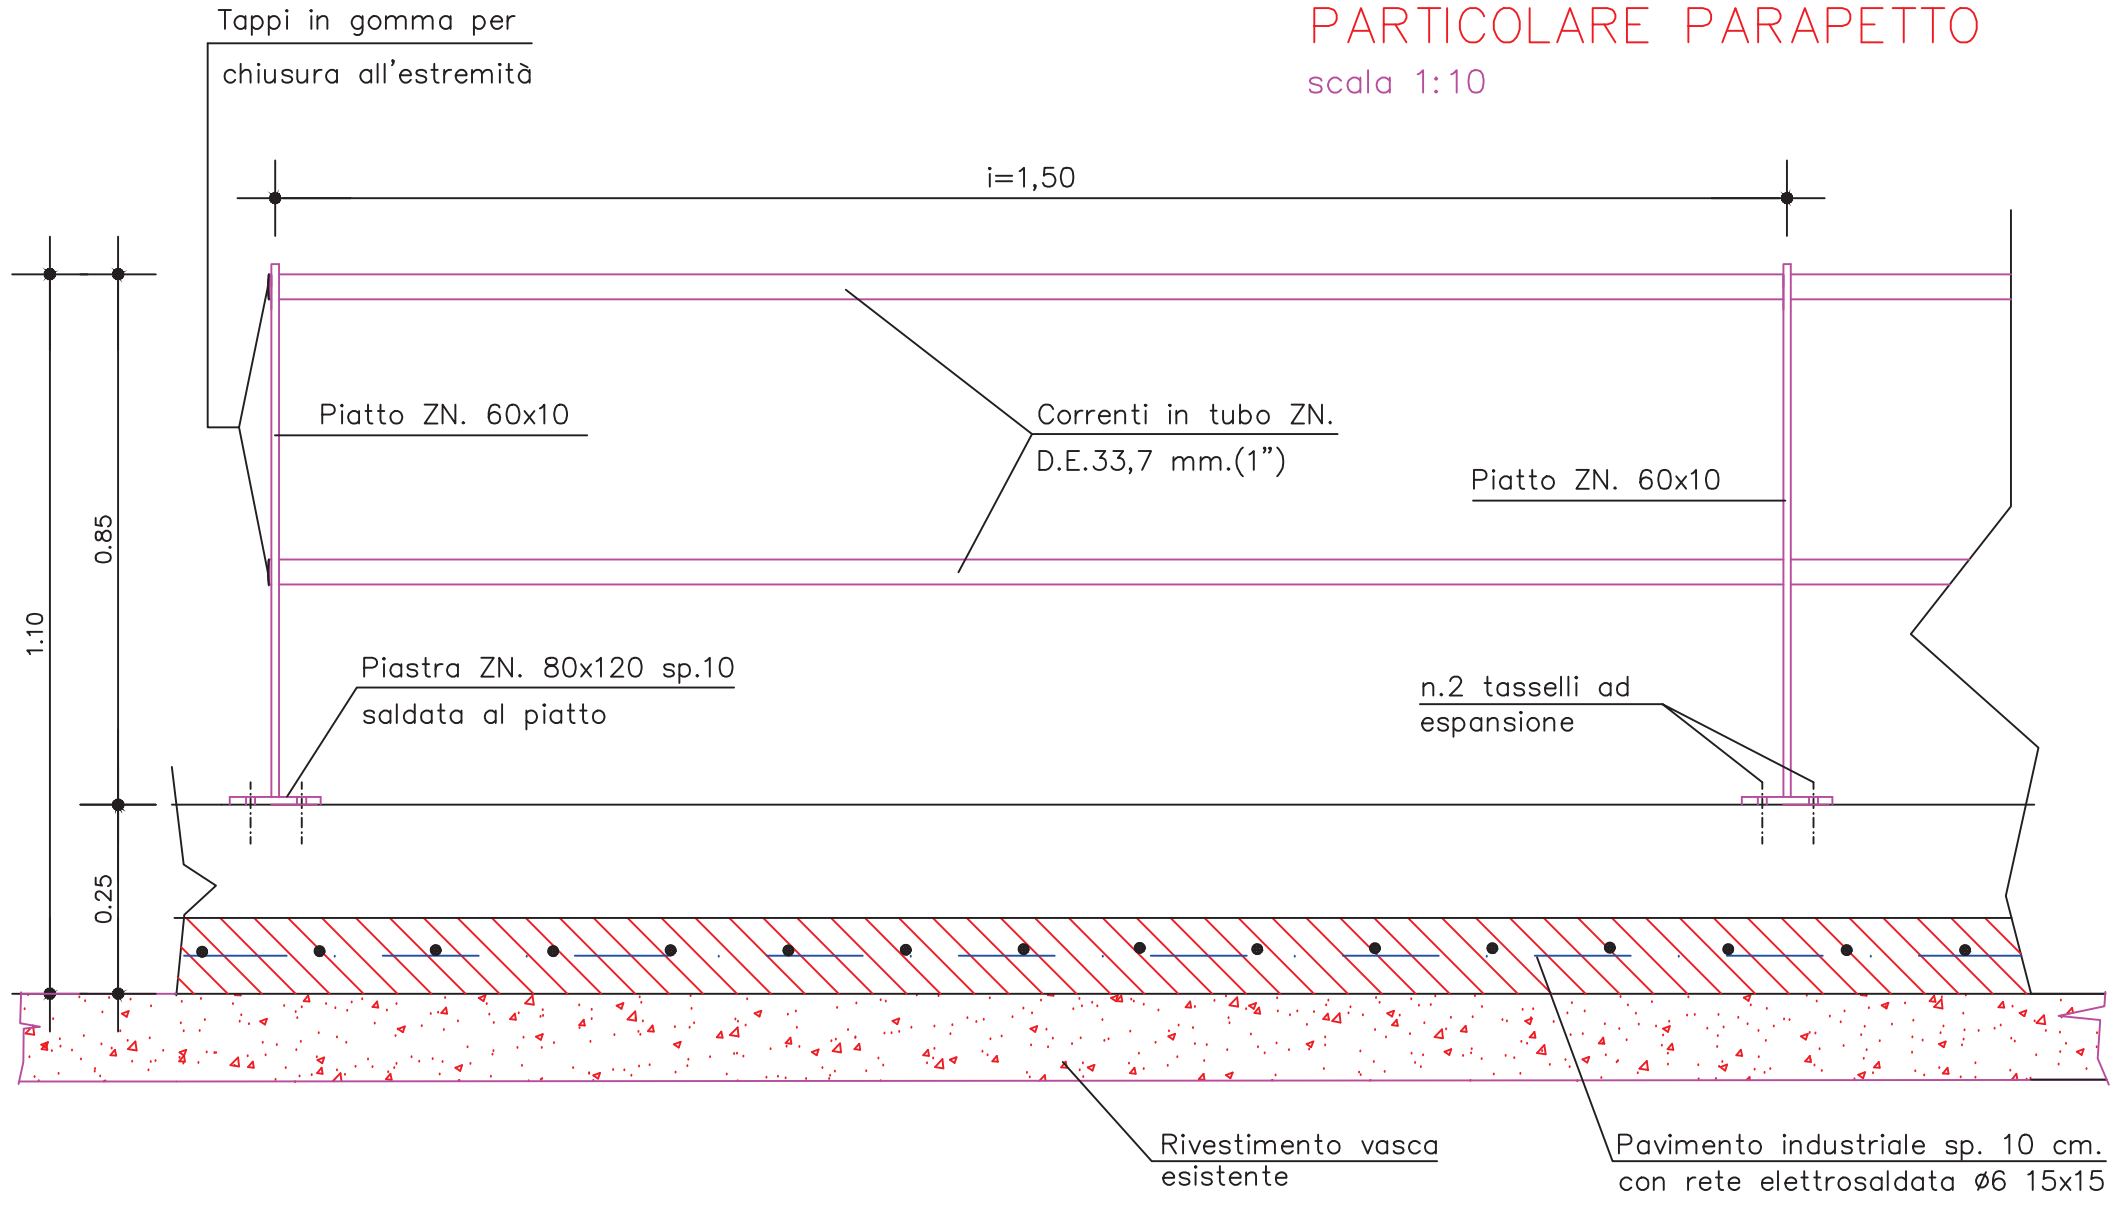 Tappi in gomma per
chiusura all'estremità
PARTICOLARE PARAPETTO
scala 1:10
i=1,50
Piatto ZN. 60x10
Correnti in tubo ZN.
D.E.33,7 mm.(1")
Piatto ZN. 60x10
0.85
1.10
Piastra ZN. 80x120 sp.10
saldata al piatto
n.2 tasselli ad
espansione
0.25
Rivestimento vasca
esistente
Pavimento industriale sp. 10 cm.
con rete elettrosaldata ø6 15x15